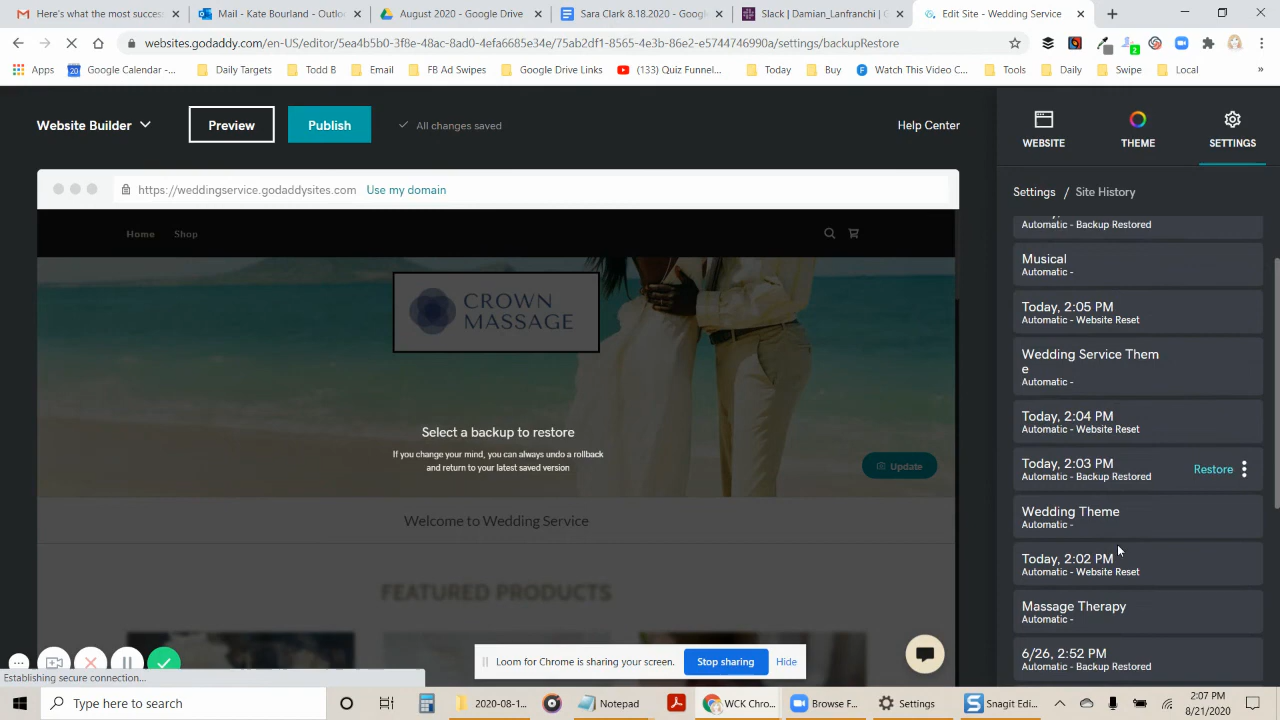 Here's what the most succes
Mail - Kate Bourland - Outlook
August 2020 - Google Drive
Sara Clark 8.18.2020 - Goog
Slack | Damian_Lanfranchi | C
Edit Site - Wedding Service
websites.godaddy.com/en-US/editor/5ea4b5b0-3f8e-4dac-8ad0-4efa6685e34e/75ab2df1-8565-4e3b-86e2-e5744746990a/settings/backupRestore
2
Apps
20
Google Calendar-...
Daily Targets
Todd B
Email
FB Ad Swipes
Google Drive Links
(133) Quiz Funnel...
Today
Buy
Watch This Video C...
Tools
Daily
Swipe
Local
»
Website Builder
Preview
Publish
All changes saved
Help Center
WEBSITE
THEME
SETTINGS
https://weddingservice.godaddysites.com
Use my domain
Settings / Site History
Home
Shop
Automatic - Backup Restored
Musical
Automatic -
CROWN
MASSAGE
Today, 2:05 PM
Automatic - Website Reset
Wedding Service Them
e
Automatic -
Today, 2:04 PM
Automatic - Website Reset
Select a backup to restore
If you change your mind, you can always undo a rollback
and return to your latest saved version
Update
Today, 2:03 PM
Automatic - Backup Restored
Restore
Welcome to Wedding Service
Wedding Theme
Automatic -
Today, 2:02 PM
Automatic - Website Reset
FEATURED PRODUCTS
Massage Therapy
Automatic -
6/26, 2:52 PM
Automatic - Backup Restored
Loom for Chrome is sharing your screen.
Stop sharing
Hide
Establishing secure connection...
Type here to search
2020-08-1...
Notepad
WCK Chro...
Browse F...
Settings
Snagit Edi...
2:07 PM
8/21/2020